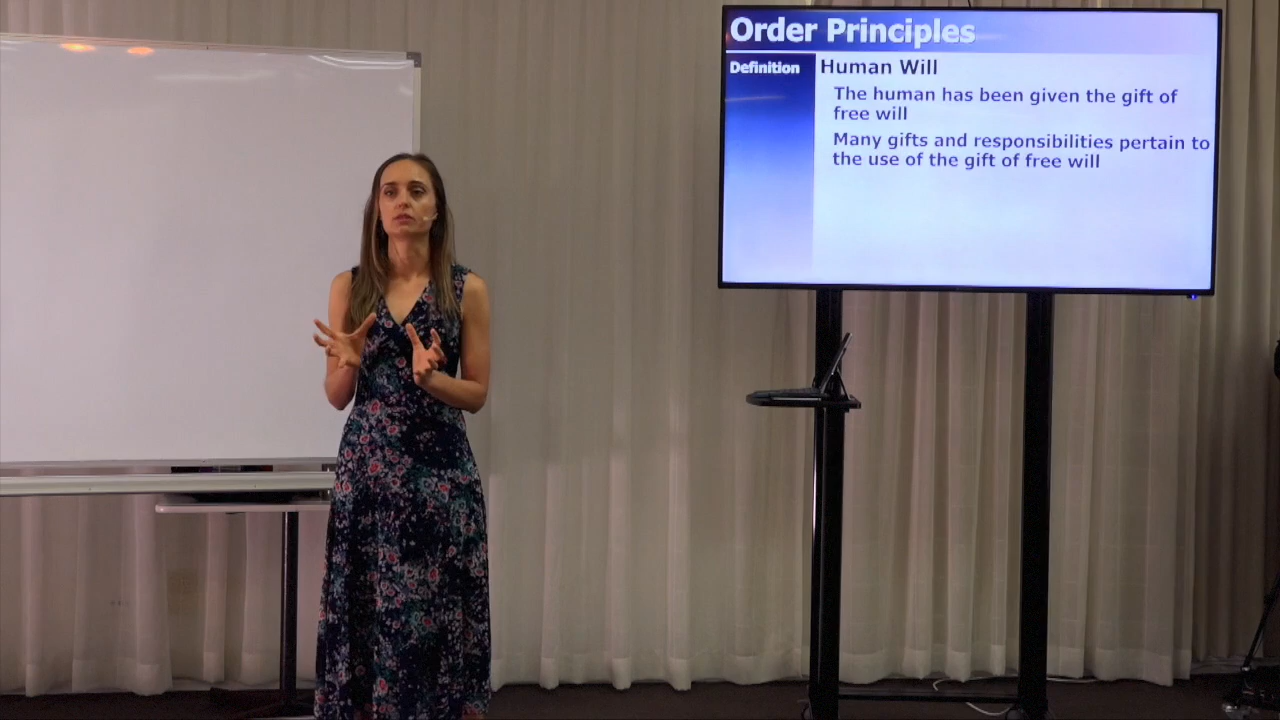 Order Principles
Definition
Human Will
The human has been given the gift of
free will
Many gifts and responsibilities pertain to
the use of the gift of free will